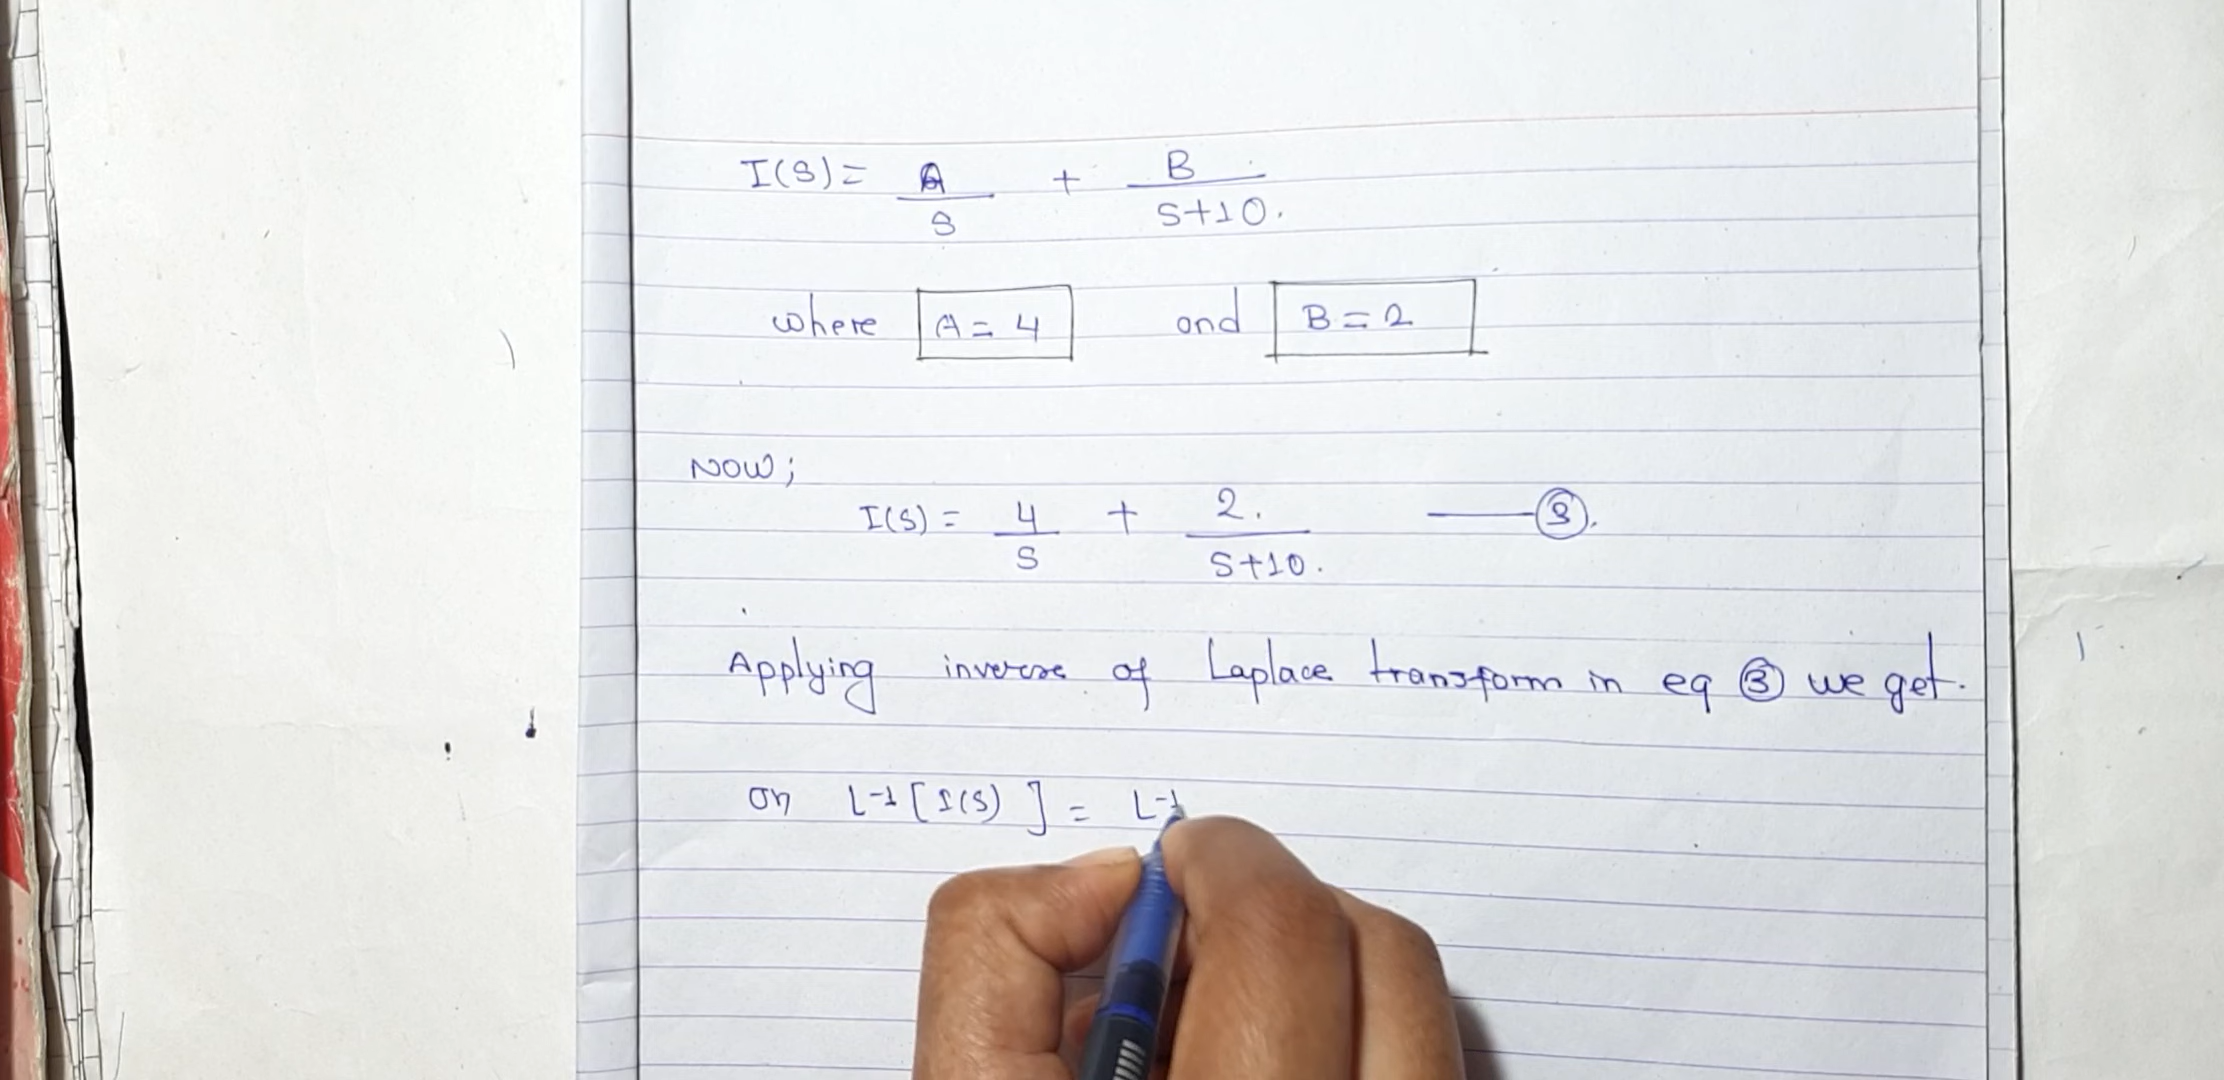 I(S) = A/S + B/S+10.
where A = 4 and B = 2
NOW;
I(S) = 4/S + 2./S+10. ③.
Applying inverse of Laplace transform in eq ③ we get.
on L-1 [I(S)] = L-1